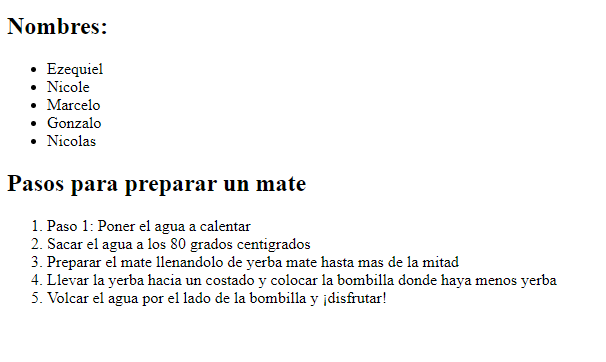 Nombres:
• Ezequiel
• Nicole
• Marcelo
• Gonzalo
• Nicolas
Pasos para preparar un mate
1. Paso 1: Poner el agua a calentar
2. Sacar el agua a los 80 grados centigrados
3. Preparar el mate llenandolo de yerba mate hasta mas de la mitad
4. Llevar la yerba hacia un costado y colocar la bombilla donde haya menos yerba
5. Volcar el agua por el lado de la bombilla y ¡disfrutar!